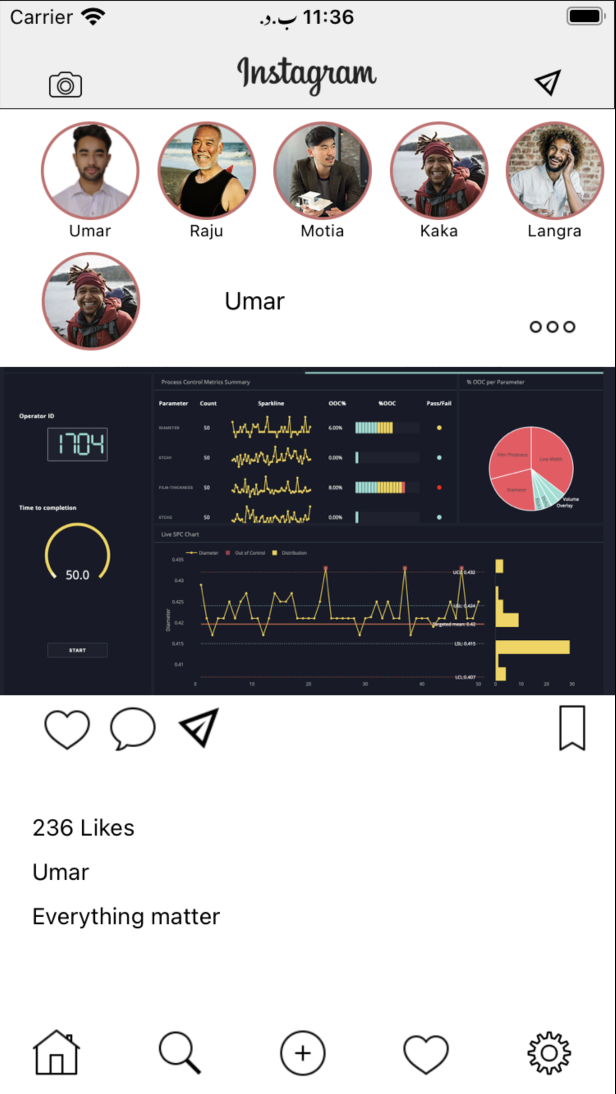 Carrier 11:36 ب.د.
Instagram
Umar Raju Motia Kaka Langra
Umar
Process Control Metrics Summary
% OOC per Parameter
Operator ID
1704
Parameter Count Sparkline OOC% %OOC Pass/Fail
DIAMETER 50 6.00%
ETCH1 50 0.00%
FILM-THICKNESS 50 8.00%
ETCH2 50 0.00%
Film-Thickness Line-Width
Diameter
Volume
Overlay
Time to completion
50.0
START
Live SPC Chart
Diameter Out of Control Distribution
Diameter
0.435
0.43
0.425
0.42
0.415
0.41
UCL:0.432
USL:0.424
Targeted mean: 0.42
LSL:0.415
LCL:0.407
0 10 20 30 40 50
0 10 20 30
236 Likes
Umar
Everything matter